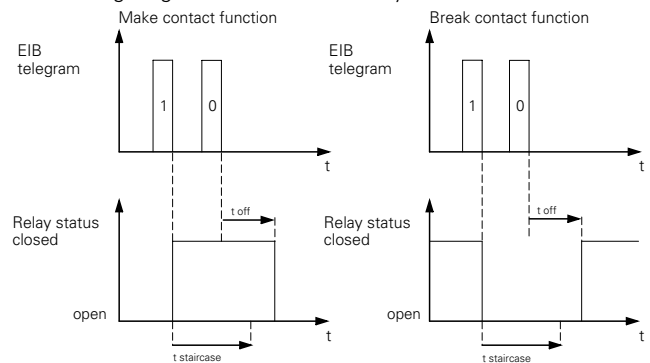 Make contact function
EIB
telegram
1
0
t
Relay status
closed
t off
open
t
t staircase
Break contact function
EIB
telegram
1
0
t
Relay status
closed
t off
open
t
t staircase